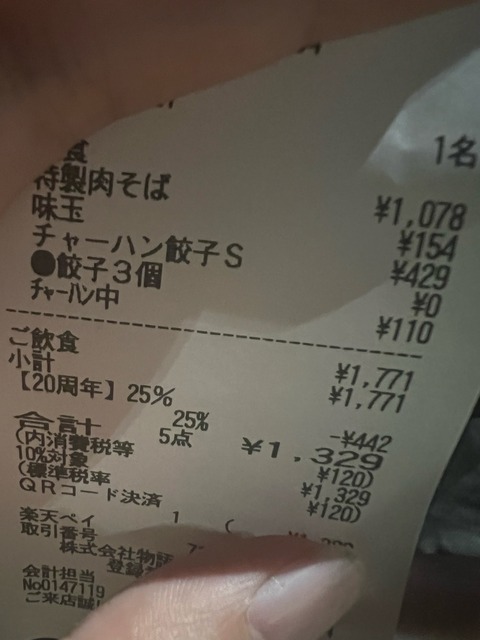 食 1名
特製肉そば ¥1,078
味玉 ¥154
チャーハン餃子S ¥429
●餃子3個 ¥0
ﾁｬｰﾊﾝ中 ¥110
ご飲食 ¥1,771
小計 ¥1,771
【20周年】25%
25% -¥442
合計 5点 ¥1,329
(内消費税等 ¥120)
10%対象 ¥1,329
(標準税率 ¥120)
QRコード決済
楽天ペイ 1 (
取引番号
株式会社物語
登録
会計担当
No0147119
ご来店誠